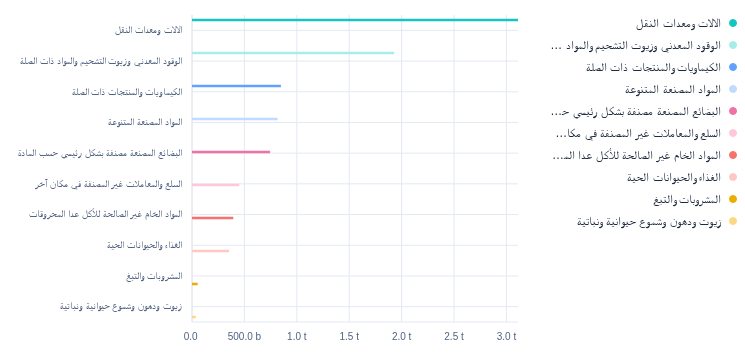 الآلات ومعدات النقل
الوقود المعدني وزيوت التشحيم والمواد ذات الصلة
الكيماويات والمنتجات ذات الصلة
المواد المصنعة المتنوعة
البضائع المصنعة مصنفة بشكل رئيسي حسب المادة
السلع والمعاملات غير المصنفة في مكان آخر
المواد الخام غير الصالحة للأكل عدا المحروقات
الغذاء والحيوانات الحية
المشروبات والتبغ
زيوت ودهون وشموع حيوانية ونباتية
0.0 500.0 b 1.0 t 1.5 t 2.0 t 2.5 t 3.0 t
الآلات ومعدات النقل
الوقود المعدني وزيوت التشحيم والمواد ...
الكيماويات والمنتجات ذات الصلة
المواد المصنعة المتنوعة
البضائع المصنعة مصنفة بشكل رئيسي حـ...
السلع والمعاملات غير المصنفة في مكا...
المواد الخام غير الصالحة للأكل عدا المـ...
الغذاء والحيوانات الحية
المشروبات والتبغ
زيوت ودهون وشموع حيوانية ونباتية